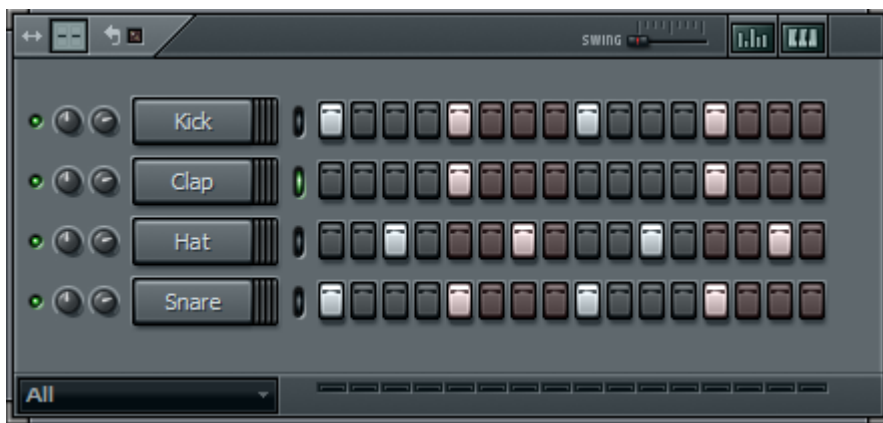 SWING
Kick
Clap
Hat
Snare
All